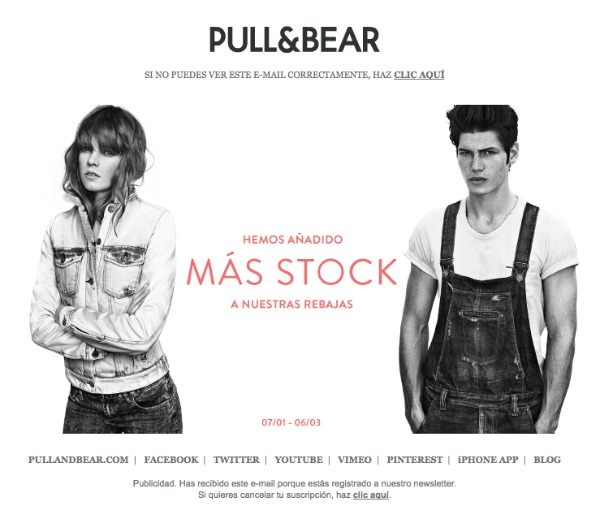 PULL&BEAR
SI NO PUEDES VER ESTE E-MAIL CORRECTAMENTE, HAZ CLIC AQUÍ
HEMOS AÑADIDO
MÁS STOCK
A NUESTRAS REBAJAS
07/01 - 06/03
PULLANDBEAR.COM | FACEBOOK | TWITTER | YOUTUBE | VIMEO | PINTEREST | iPHONE APP | BLOG
Publicidad. Has recibido este e-mail porque estás registrado a nuestro newsletter.
Si quieres cancelar tu suscripción, haz clic aquí.